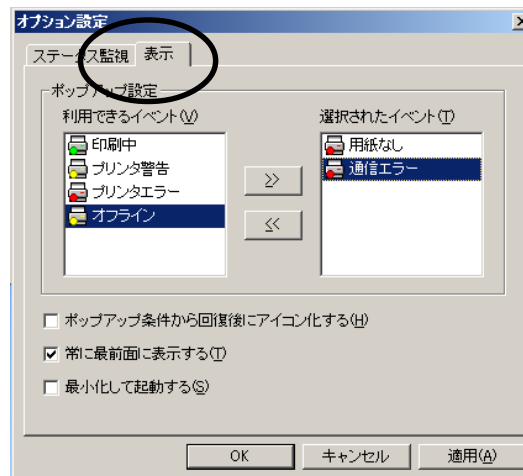 オプション設定
ステータス監視 表示
ポップアップ設定
利用できるイベント(V) 選択されたイベント(T)
印刷中
プリンタ警告
プリンタエラー
オフライン
>>
<<
用紙なし
通信エラー
ポップアップ条件から回復後にアイコン化する(H)
常に最前面に表示する(T)
最小化して起動する(S)
OK キャンセル 適用(A)